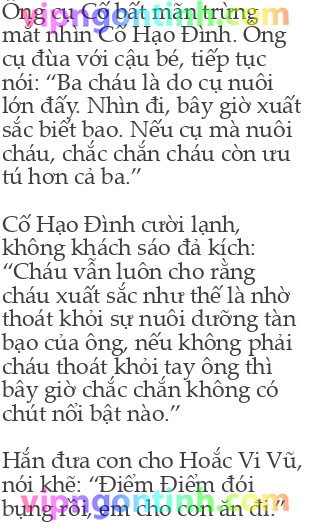 Ông cụ Cố bất mãn trừng
mắt nhìn Cố Hạo Đình. Ông
cụ đùa với cậu bé, tiếp tục
nói: “Ba cháu là do cụ nuôi
lớn đấy. Nhìn đi, bây giờ xuất
sắc biết bao. Nếu cụ mà nuôi
cháu, chắc chắn cháu còn ưu
tú hơn cả ba.”
Cố Hạo Đình cười lạnh,
không khách sáo đả kích:
“Cháu vẫn luôn cho rằng
cháu xuất sắc như thế là nhờ
thoát khỏi sự nuôi dưỡng tàn
bạo của ông, nếu không phải
cháu thoát khỏi tay ông thì
bây giờ chắc chắn không có
chút nổi bật nào.”
Hắn đưa con cho Hoắc Vi Vũ,
nói khẽ: “Điểm Điểm đói
bụng rồi, em cho con ăn đi.”
vipngontinh.com
vipngontinh.com